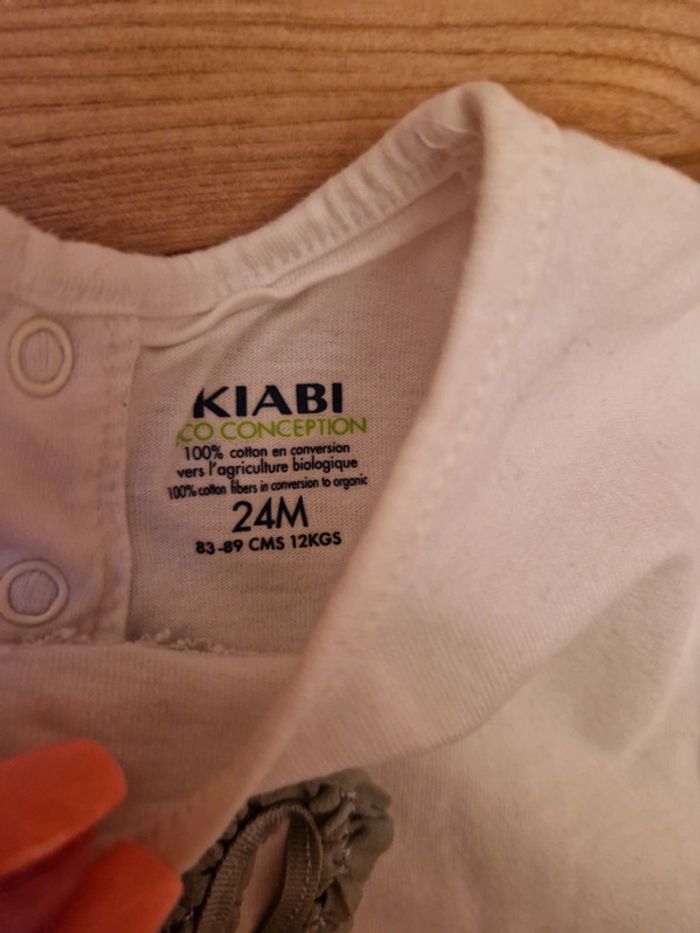 KIABI
CO CONCEPTION
100% cotton en conversion
vers l'agriculture biologique
100% cotton fibers in conversion to organic
24M
83-89 CMS 12KGS